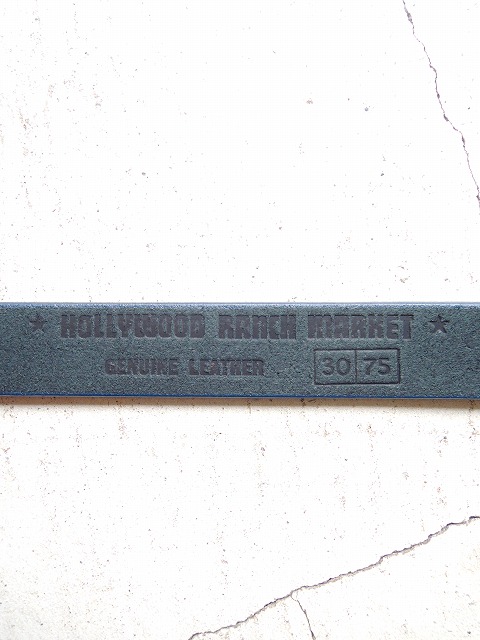 ★ HOLLYWOOD RANCH MARKET ★
GENUINE LEATHER 30 75